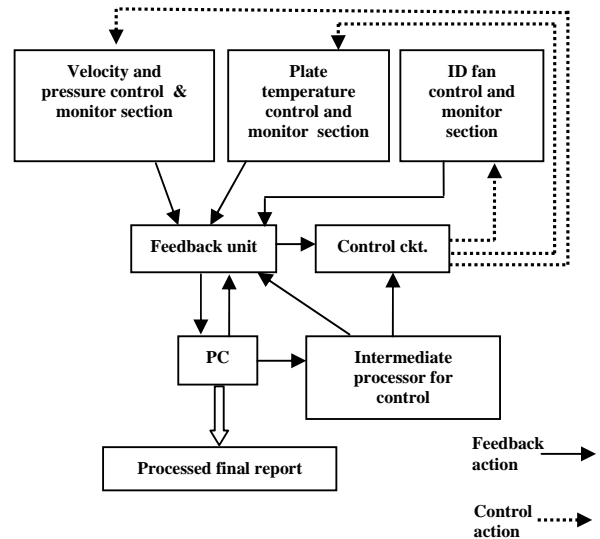 Velocity and
pressure control & 
monitor section
Plate
temperature
control and
monitor section
ID fan
control and
monitor
section
Feedback unit
Control ckt.
PC
Intermediate
processor for
control
Processed final report
Feedback
action
Control
action